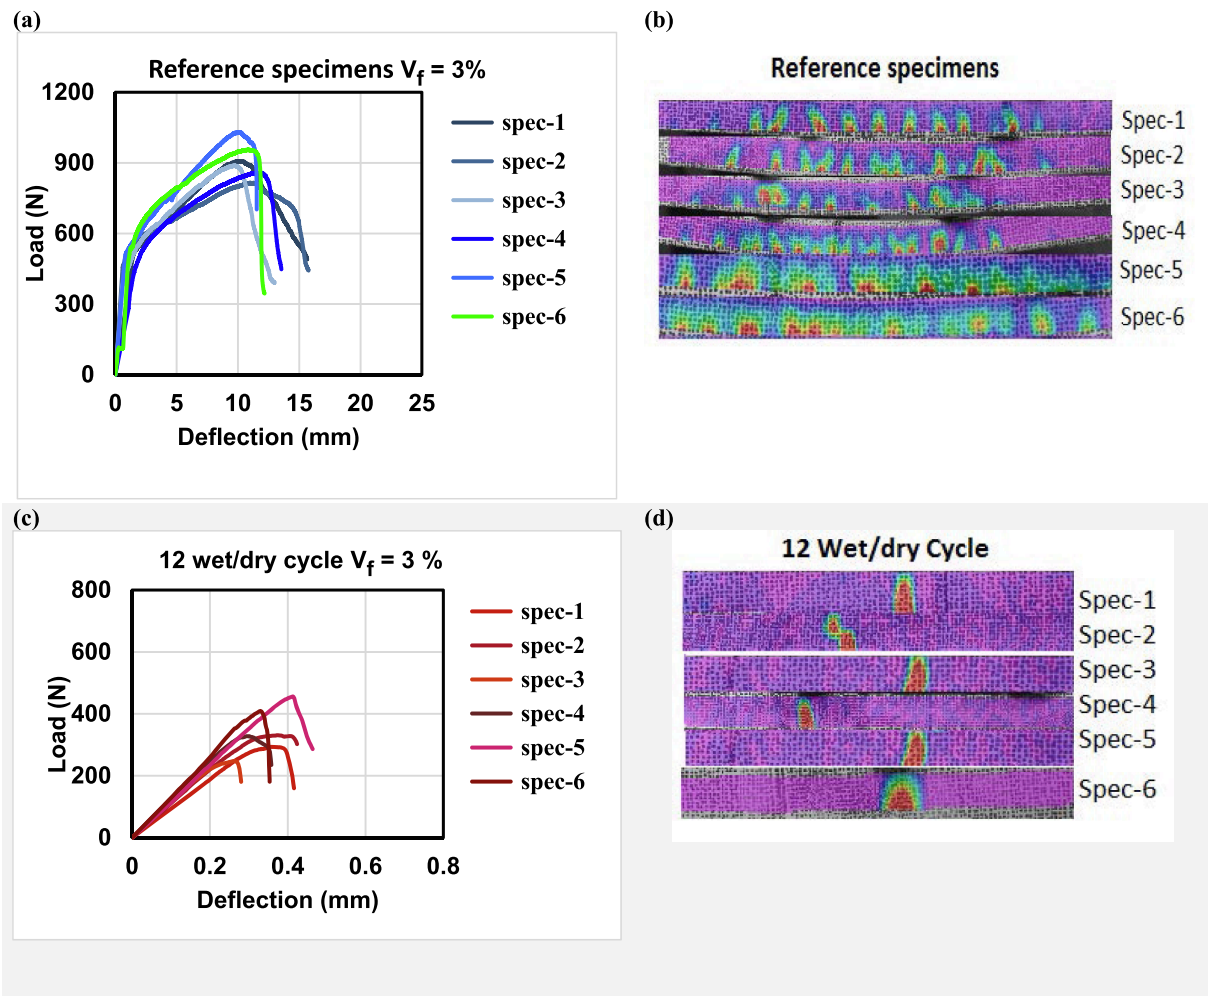 (a)
Reference specimens Vf = 3%
1200
900
600
300
0
0 5 10 15 20 25
Load (N)
Deflection (mm)
spec-1
spec-2
spec-3
spec-4
spec-5
spec-6
(b)
Reference specimens
Spec-1
Spec-2
Spec-3
Spec-4
Spec-5
Spec-6
(c)
12 wet/dry cycle Vf = 3 %
800
600
400
200
0
0 0.2 0.4 0.6 0.8
Load (N)
Deflection (mm)
spec-1
spec-2
spec-3
spec-4
spec-5
spec-6
(d)
12 Wet/dry Cycle
Spec-1
Spec-2
Spec-3
Spec-4
Spec-5
Spec-6